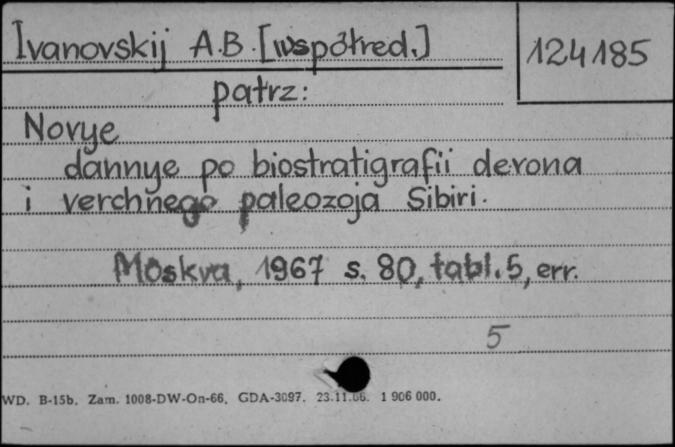 Ivanovskij A.B. [współred.]
124185
patrz:
Novye
dannye po biostratigrafii devona
i verchnego paleozoja Sibiri.
Moskva, 1967 s. 80, tabl. 5, err.
5
WD. B-15b. Zam. 1008-DW-On-66. GDA-3097. 23.11.66. 1 906 000.